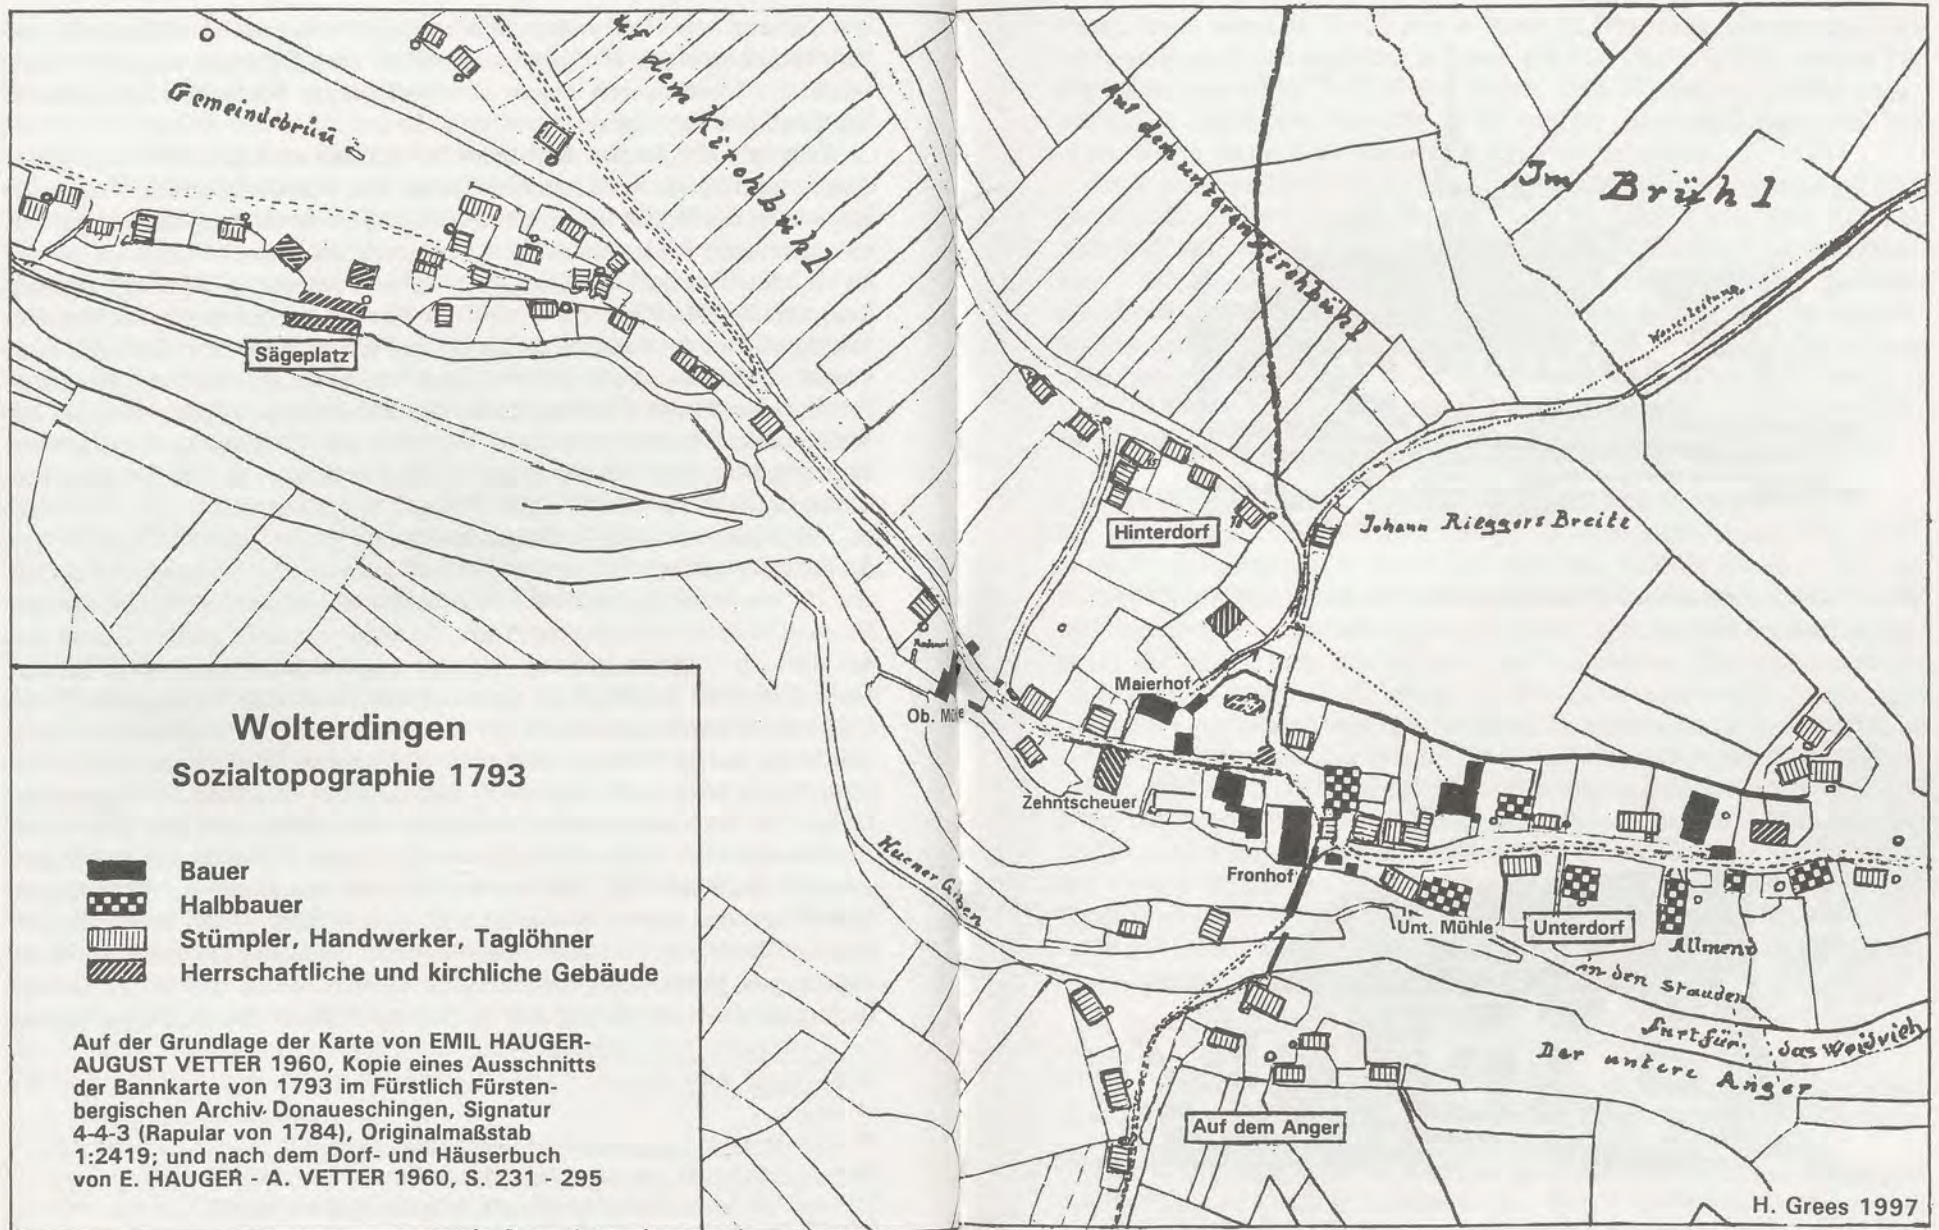 Gemeindebruñ
dem Kirchbühl
Auf dem unteren Kirchbühl
Im Brühl
Wasserleitung
Sägeplatz
Hinterdorf
Johann Rieggers Breite
Maierhof
Ob. Mühle
Zehntscheuer
Fronhof
Huener Graben
Unt. Mühle
Unterdorf
Allmend
in den Stauden
furt für das Weidvieh
Der untere Anger
Auf dem Anger
Wolterdingen
Sozialtopographie 1793
Bauer
Halbbauer
Stümpler, Handwerker, Taglöhner
Herrschaftliche und kirchliche Gebäude
Auf der Grundlage der Karte von EMIL HAUGER-
AUGUST VETTER 1960, Kopie eines Ausschnitts
der Bannkarte von 1793 im Fürstlich Fürsten-
bergischen Archiv Donaueschingen, Signatur
4-4-3 (Rapular von 1784), Originalmaßstab
1:2419; und nach dem Dorf- und Häuserbuch
von E. HAUGER - A. VETTER 1960, S. 231 - 295
H. Grees 1997